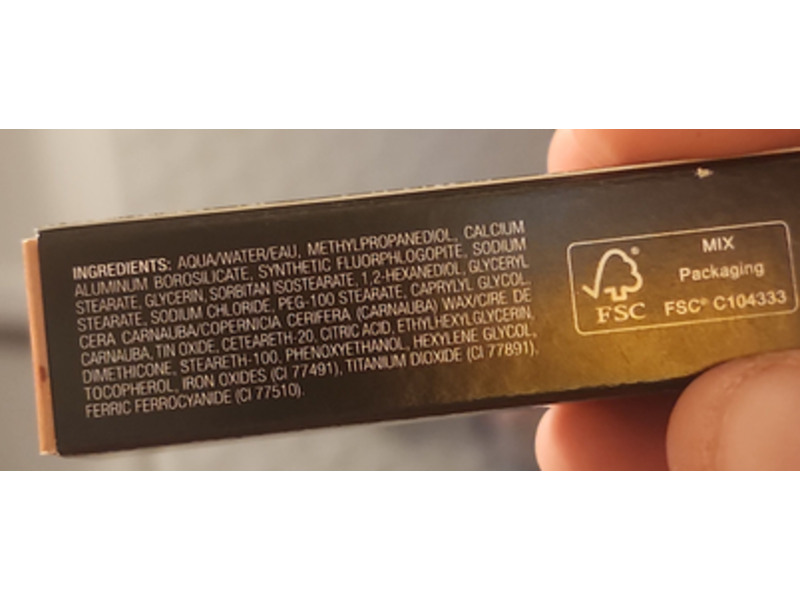 INGREDIENTS: AQUA/WATER/EAU, METHYLPROPANEDIOL, CALCIUM
ALUMINUM BOROSILICATE, SYNTHETIC FLUORPHLOGOPITE, SODIUM
STEARATE, GLYCERIN, SORBITAN ISOSTEARATE, 1,2-HEXANEDIOL, GLYCERYL
STEARATE, SODIUM CHLORIDE, PEG-100 STEARATE, CAPRYLYL GLYCOL,
CERA CARNAUBA/COPERNICIA CERIFERA (CARNAUBA) WAX/CIRE DE
CARNAUBA, TIN OXIDE, CETEARETH-20, CITRIC ACID, ETHYLHEXYLGLYCERIN,
DIMETHICONE, STEARETH-100, PHENOXYETHANOL, HEXYLENE GLYCOL,
TOCOPHEROL, IRON OXIDES (CI 77491), TITANIUM DIOXIDE (CI 77891),
FERRIC FERROCYANIDE (CI 77510).
FSC
MIX
Packaging
FSC® C104333